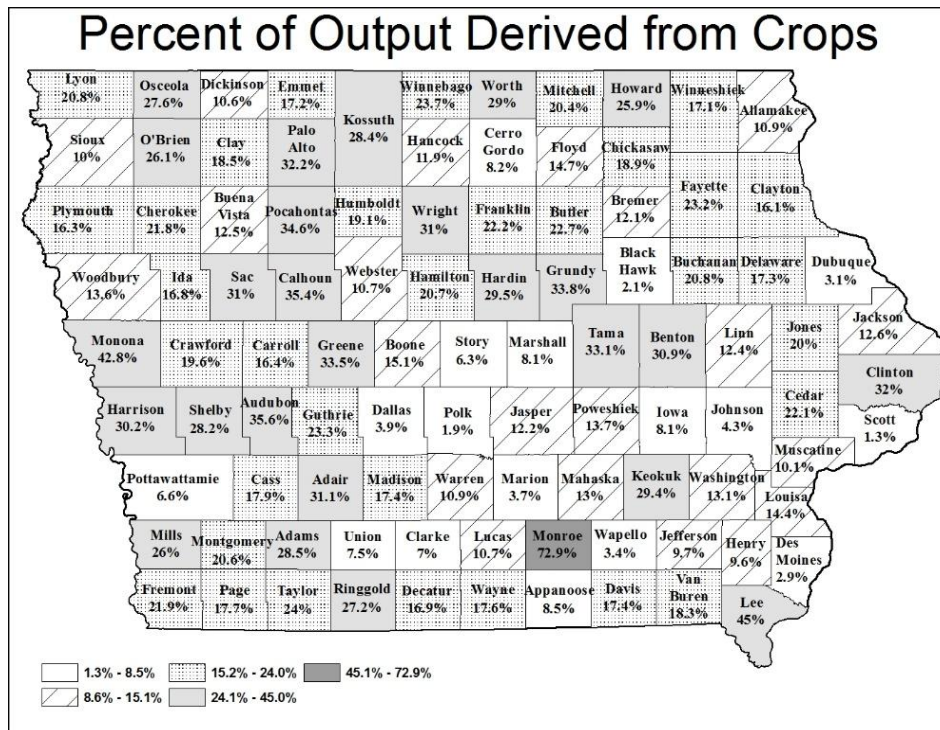 Percent of Output Derived from Crops
Lyon
20.8%
Osceola
27.6%
Dickinson
10.6%
Emmet
17.2%
Kossuth
28.4%
Winnebago
23.7%
Worth
29%
Mitchell
20.4%
Howard
25.9%
Winneshiek
17.1%
Allamakee
10.9%
Sioux
10%
O'Brien
26.1%
Clay
18.5%
Palo
Alto
32.2%
Hancock
11.9%
Cerro
Gordo
8.2%
Floyd
14.7%
Chickasaw
18.9%
Fayette
23.2%
Clayton
16.1%
Plymouth
16.3%
Cherokee
21.8%
Buena
Vista
12.5%
Pocahontas
34.6%
Humboldt
19.1%
Wright
31%
Franklin
22.2%
Butler
22.7%
Bremer
12.1%
Woodbury
13.6%
Ida
16.8%
Sac
31%
Calhoun
35.4%
Webster
10.7%
Hamilton
20.7%
Hardin
29.5%
Grundy
33.8%
Black
Hawk
2.1%
Buchanan
20.8%
Delaware
17.3%
Dubuque
3.1%
Monona
42.8%
Crawford
19.6%
Carroll
16.4%
Greene
33.5%
Boone
15.1%
Story
6.3%
Marshall
8.1%
Tama
33.1%
Benton
30.9%
Linn
12.4%
Jones
20%
Jackson
12.6%
Clinton
32%
Harrison
30.2%
Shelby
28.2%
Audubon
35.6%
Guthrie
23.3%
Dallas
3.9%
Polk
1.9%
Jasper
12.2%
Poweshiek
13.7%
Iowa
8.1%
Johnson
4.3%
Cedar
22.1%
Scott
1.3%
Muscatine
10.1%
Pottawattamie
6.6%
Cass
17.9%
Adair
31.1%
Madison
17.4%
Warren
10.9%
Marion
3.7%
Mahaska
13%
Keokuk
29.4%
Washington
13.1%
Louisa
14.4%
Mills
26%
Montgomery
20.6%
Adams
28.5%
Union
7.5%
Clarke
7%
Lucas
10.7%
Monroe
72.9%
Wapello
3.4%
Jefferson
9.7%
Henry
9.6%
Des
Moines
2.9%
Fremont
21.9%
Page
17.7%
Taylor
24%
Ringgold
27.2%
Decatur
16.9%
Wayne
17.6%
Appanoose
8.5%
Davis
17.4%
Van
Buren
18.3%
Lee
45%
1.3% - 8.5%
15.2% - 24.0%
45.1% - 72.9%
8.6% - 15.1%
24.1% - 45.0%